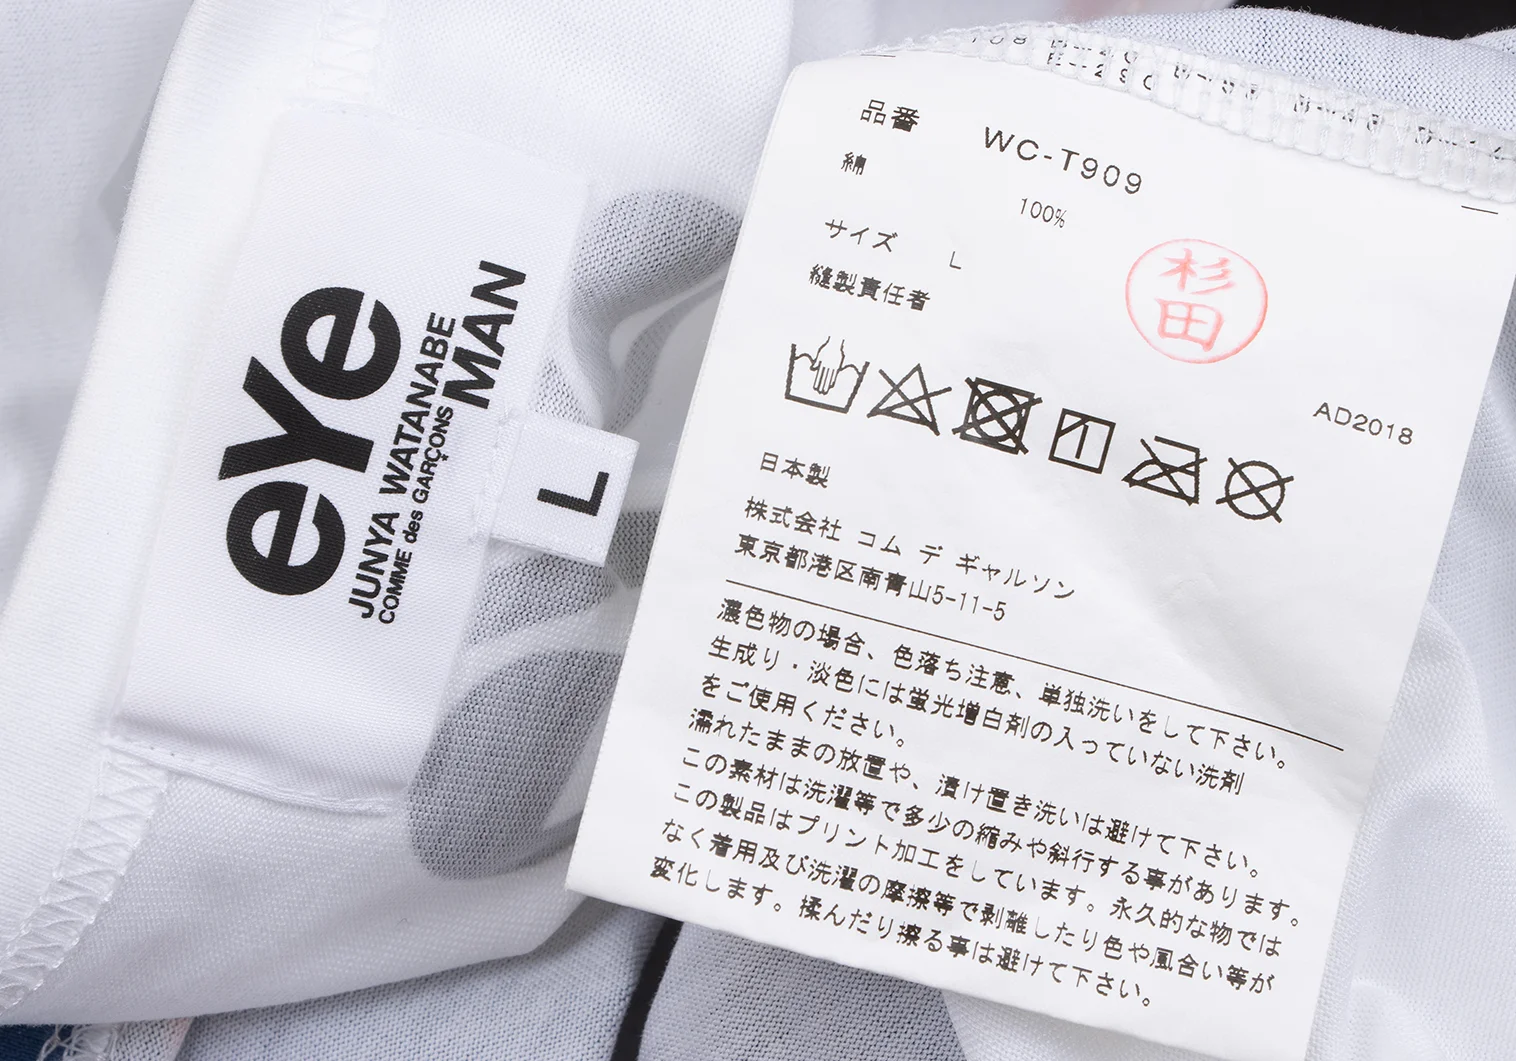 eYe
JUNYA WATANABE
COMME des GARÇONS
MAN
L
品番 WC-T909
綿 100%
サイズ L
縫製責任者
杉田
AD2018
日本製
株式会社 コム デ ギャルソン
東京都港区南青山5-11-5
濃色物の場合、色落ち注意、単独洗いをして下さい。
生成り・淡色には蛍光増白剤の入っていない洗剤
をご使用ください。
濡れたままの放置や、漬け置き洗いは避けて下さい。
この素材は洗濯等で多少の縮みや斜行する事があります。
この製品はプリント加工をしています。永久的な物では
なく着用及び洗濯の摩擦等で剥離したり色や風合い等が
変化します。揉んだり擦る事は避けて下さい。